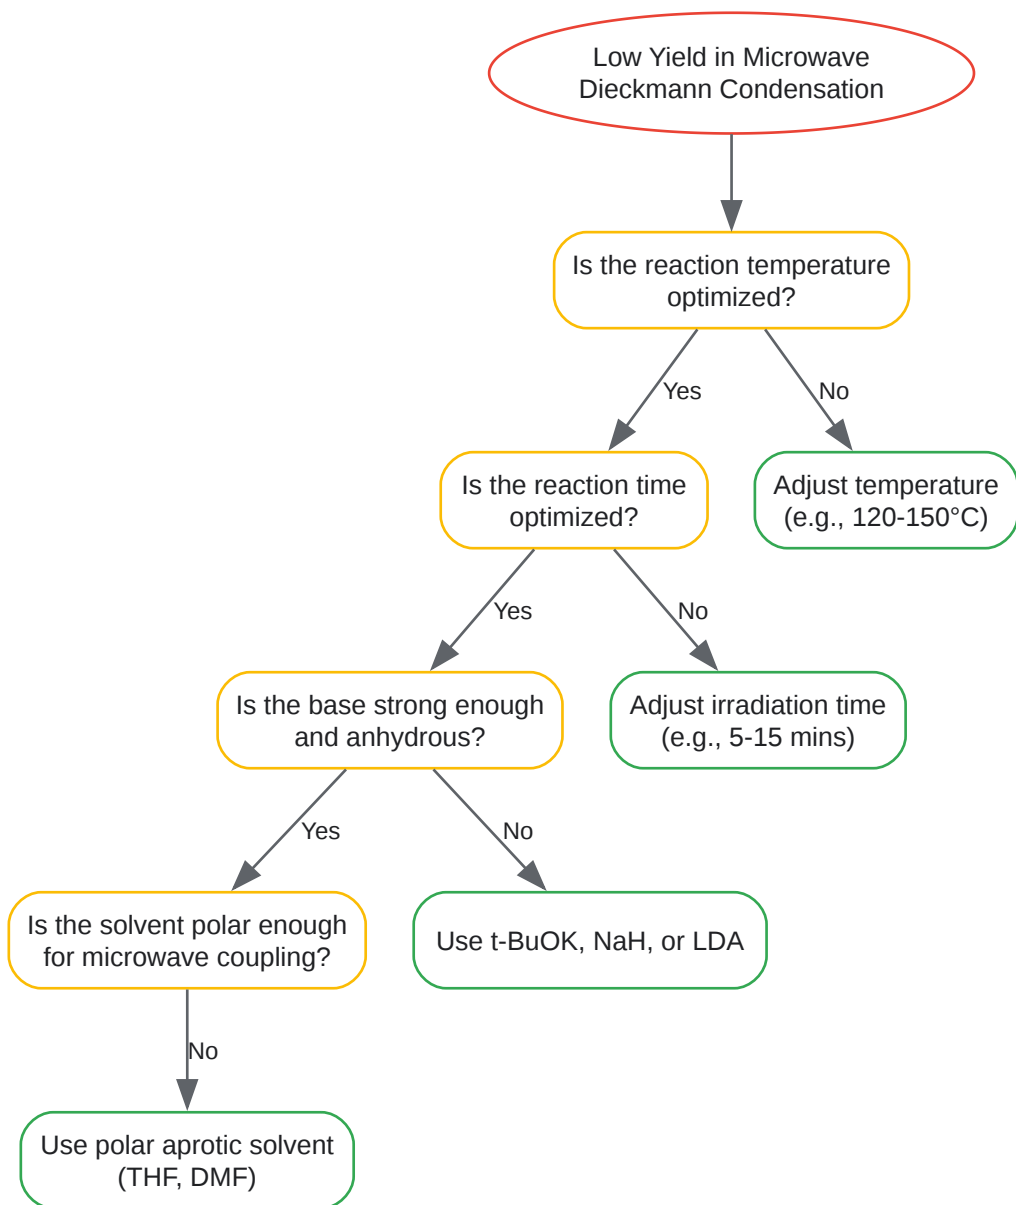 Low Yield in Microwave
Dieckmann Condensation
Is the reaction temperature
optimized?
Yes
No
Is the reaction time
optimized?
Adjust temperature
(e.g., 120-150°C)
Yes
No
Is the base strong enough
and anhydrous?
Adjust irradiation time
(e.g., 5-15 mins)
Yes
No
Is the solvent polar enough
for microwave coupling?
Use t-BuOK, NaH, or LDA
No
Use polar aprotic solvent
(THF, DMF)